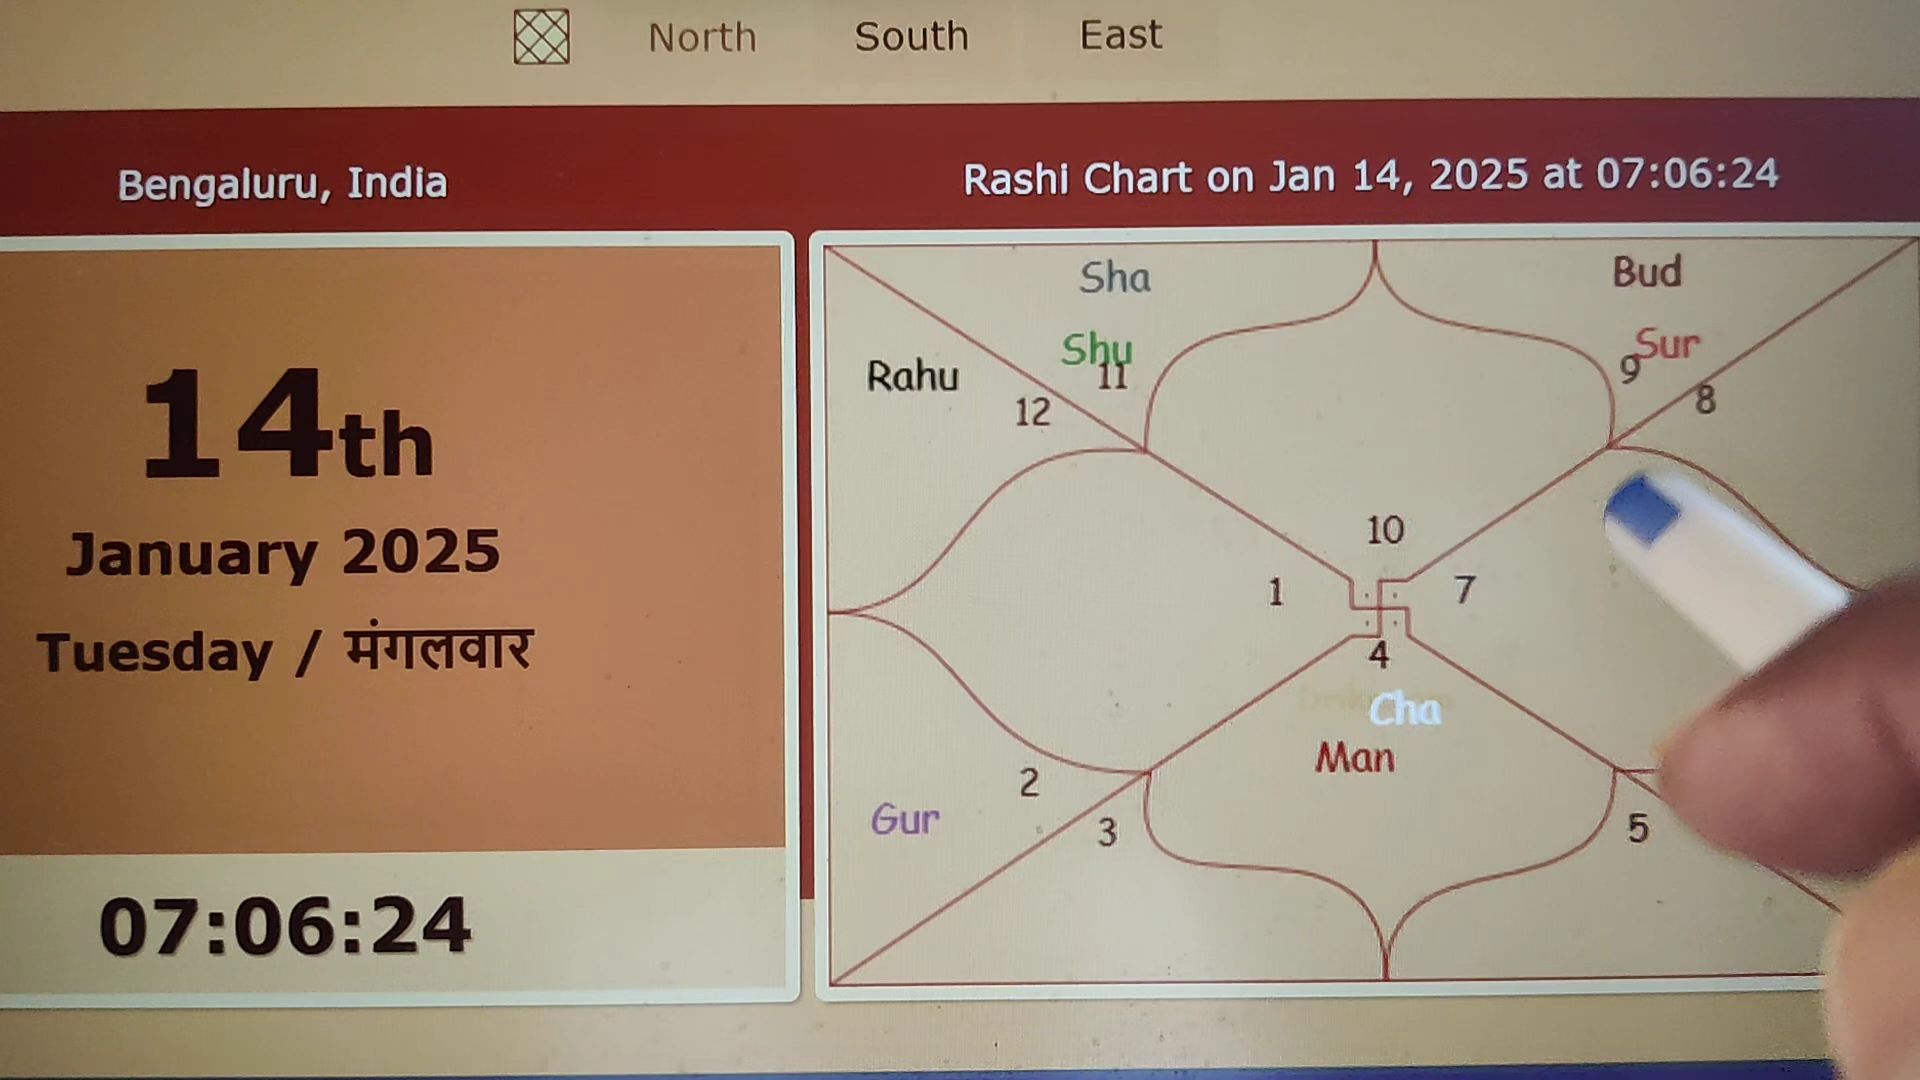 North South East
Bengaluru, India
Rashi Chart on Jan 14, 2025 at 07:06:24
14th
January 2025
Tuesday / मंगलवार
07:06:24
Sha
Bud
Shu
Sur
Rahu
11
9
12
8
10
1
7
4
Cha
Man
2
Gur
3
5